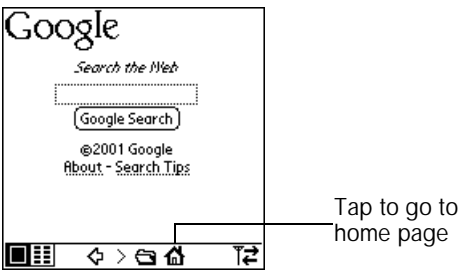 Google
Search the Web
Google Search
©2001 Google
About - Search Tips
Tap to go to
home page